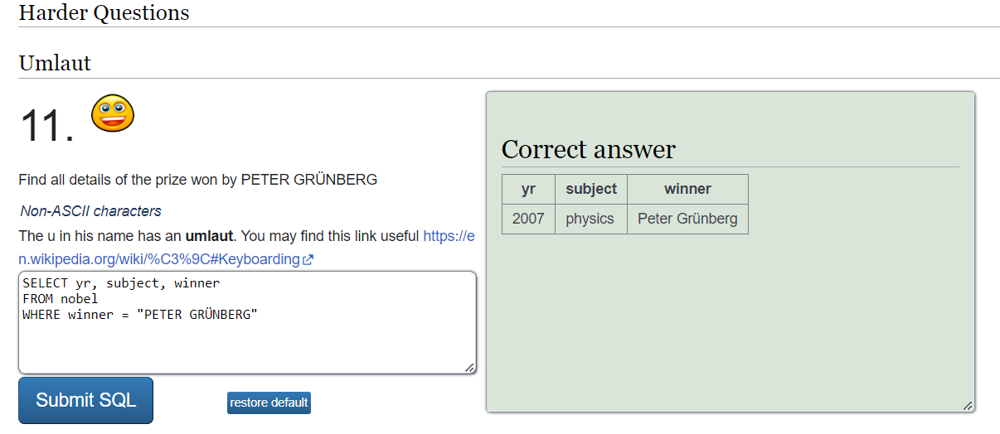 Harder Questions
Umlaut
11.
Find all details of the prize won by PETER GRÜNBERG
Non-ASCII characters
The u in his name has an umlaut. You may find this link useful https://e
n.wikipedia.org/wiki/%C3%9C#Keyboarding
SELECT yr, subject, winner
FROM nobel
WHERE winner = "PETER GRÜNBERG"
Submit SQL
restore default
Correct answer
yr subject winner
2007 physics Peter Grünberg